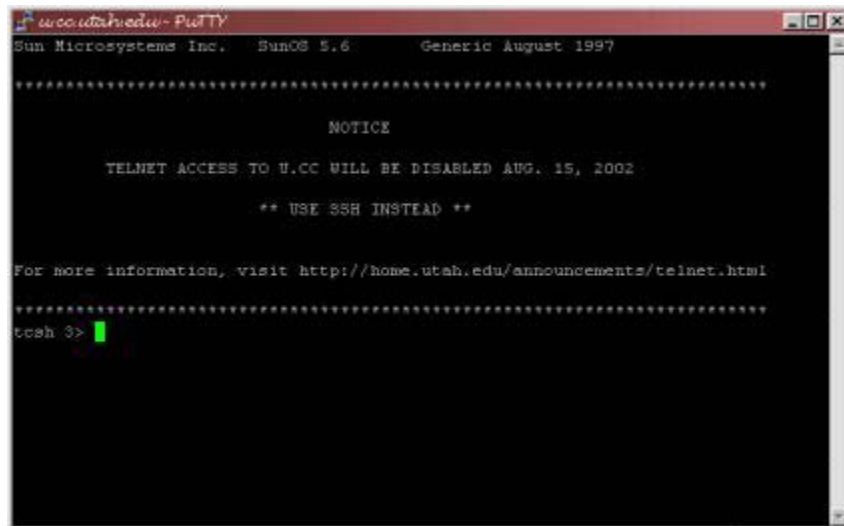 u.cc.utah.edu - PuTTY
Sun Microsystems Inc. SunOS 5.6 Generic August 1997
***************************************************************************
NOTICE
TELNET ACCESS TO U.CC WILL BE DISABLED AUG. 15, 2002
** USE SSH INSTEAD **
For more information, visit http://home.utah.edu/announcements/telnet.html
***************************************************************************
tcsh 3>